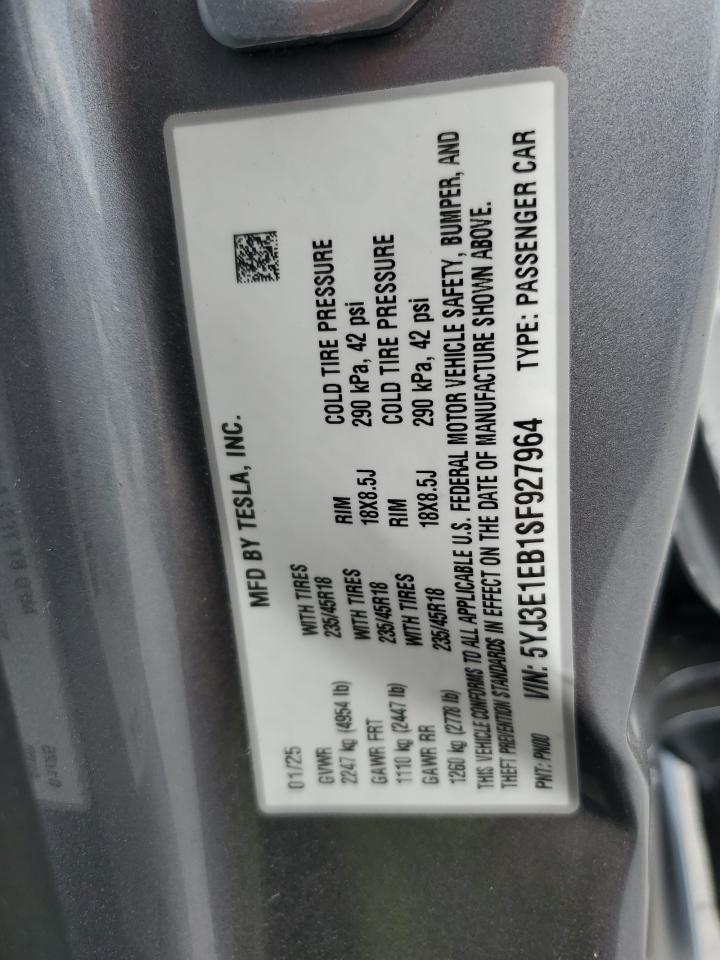 MFD BY TESLA, INC.
01/25
GVWR
2247 kg (4954 lb)
GAWR FRT WITH TIRES RIM COLD TIRE PRESSURE
1110 kg (2447 lb) 235/45R18 18X8.5J 290 kPa, 42 psi
GAWR RR WITH TIRES RIM COLD TIRE PRESSURE
1260 kg (2778 lb) 235/45R18 18X8.5J 290 kPa, 42 psi
THIS VEHICLE CONFORMS TO ALL APPLICABLE U.S. FEDERAL MOTOR VEHICLE SAFETY, BUMPER, AND
THEFT PREVENTION STANDARDS IN EFFECT ON THE DATE OF MANUFACTURE SHOWN ABOVE.
PNT: PN00 VIN: 5YJ3E1EB1SF927964 TYPE: PASSENGER CAR